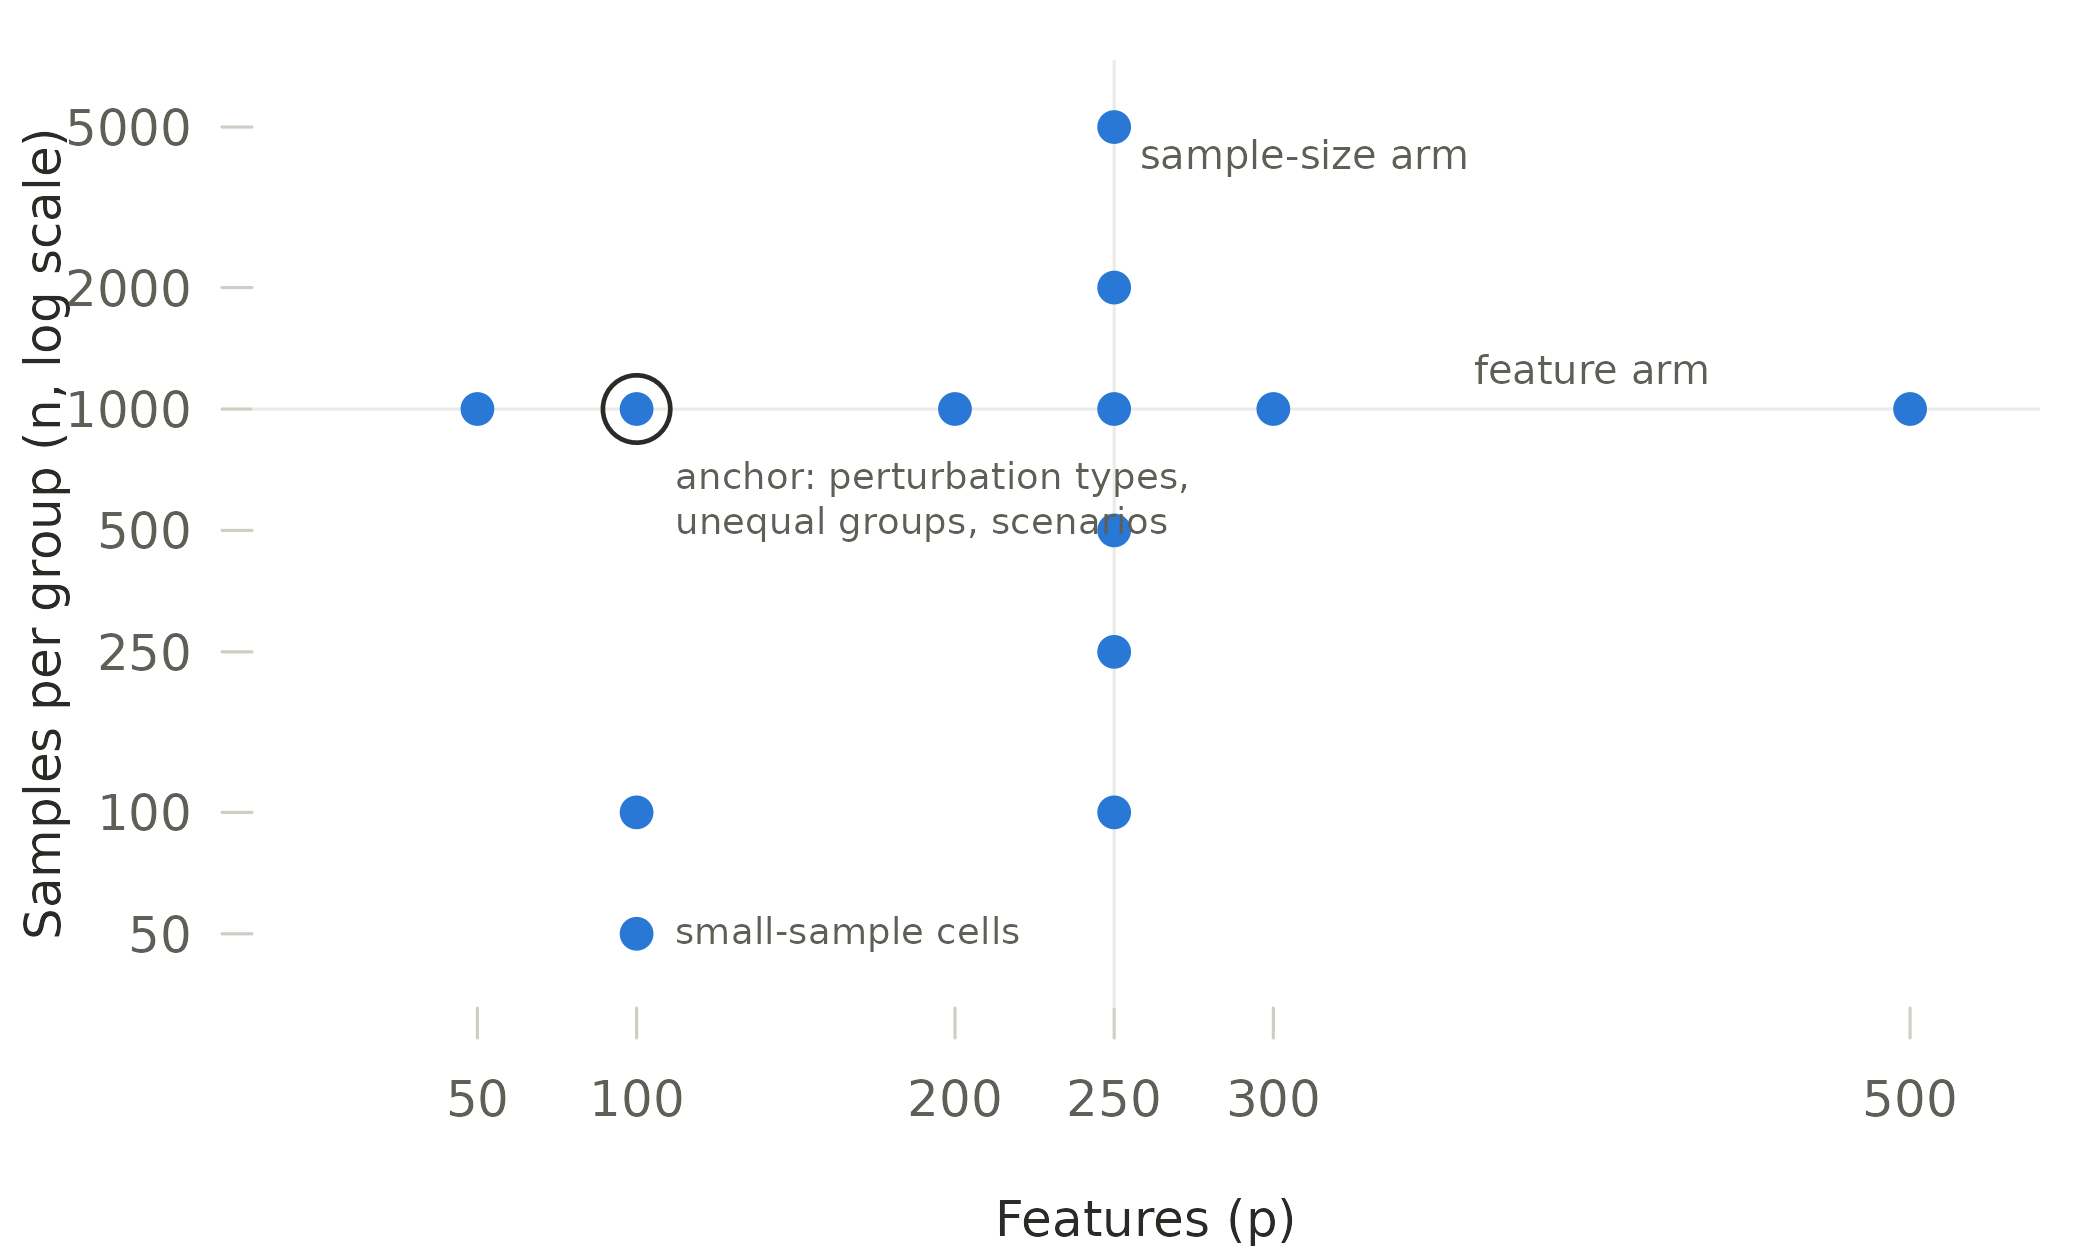 Samples per group (n, log scale)
5000
sample-size arm
2000
feature arm
1000
anchor: perturbation types,
unequal groups, scenarios
500
250
100
50
small-sample cells
50 100 200 250 300 500
Features (p)